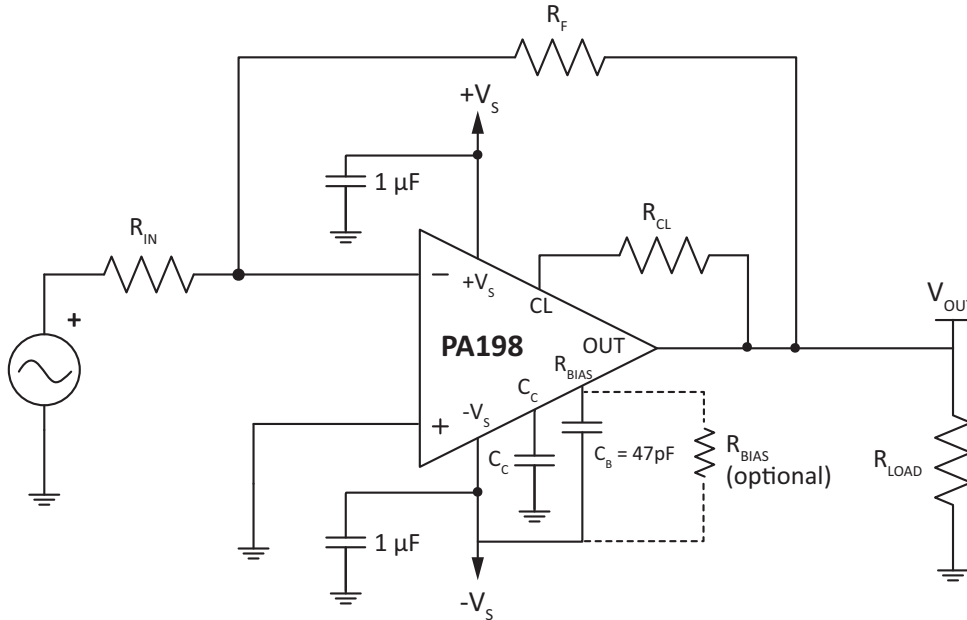 R_F
+V_S
1 µF
R_IN
R_CL
+
−
+V_S
CL
V_OUT
PA198
OUT
R_BIAS
C_C
-V_S
+
C_C
C_B = 47pF
R_BIAS
(optional)
R_LOAD
1 µF
-V_S